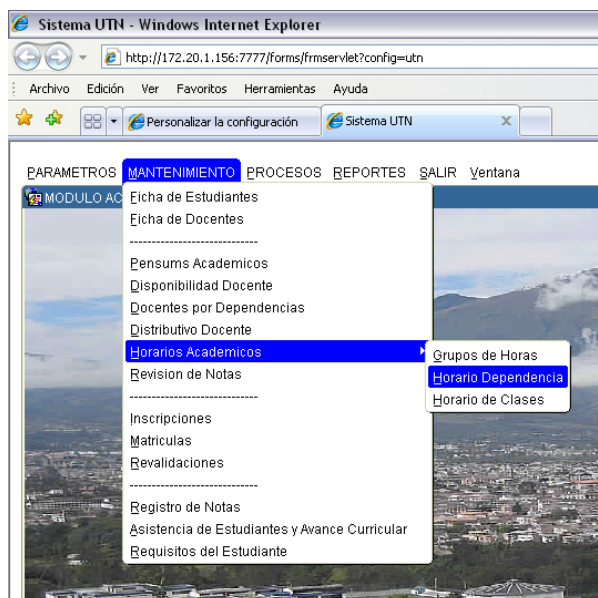 Sistema UTN - Windows Internet Explorer
http://172.20.1.156:7777/forms/frmservlet?config=utn
Archivo Edición Ver Favoritos Herramientas Ayuda
Personalizar la configuración Sistema UTN X
PARAMETROS MANTENIMIENTO PROCESOS REPORTES SALIR Ventana
MODULO AC
Ficha de Estudiantes
Ficha de Docentes
-----------------------------
Pensums Academicos
Disponibilidad Docente
Docentes por Dependencias
Distributivo Docente
Horarios Academicos
Revision de Notas
-----------------------------
Inscripciones
Matriculas
Revalidaciones
-----------------------------
Registro de Notas
Asistencia de Estudiantes y Avance Curricular
Requisitos del Estudiante
Grupos de Horas
Horario Dependencia
Horario de Clases